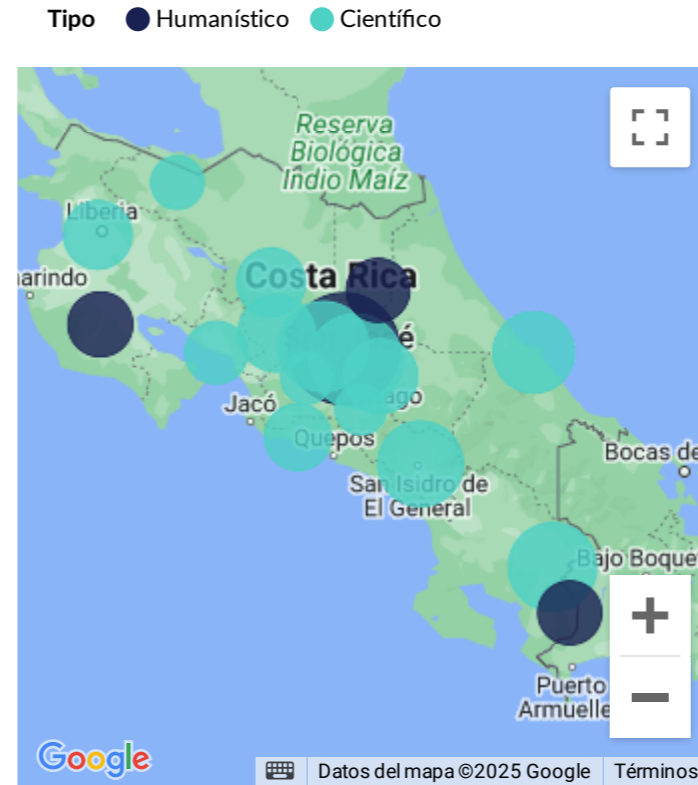 Tipo Humanístico Científico
Reserva
Biológica
Indio Maíz
Liberia
arindo
Costa Rica
é
Jacó
ago
Quepos
Bocas de
San Isidro de
El General
Bajo Boque
Puerto
Armuelle
Google
Datos del mapa ©2025 Google
Términos